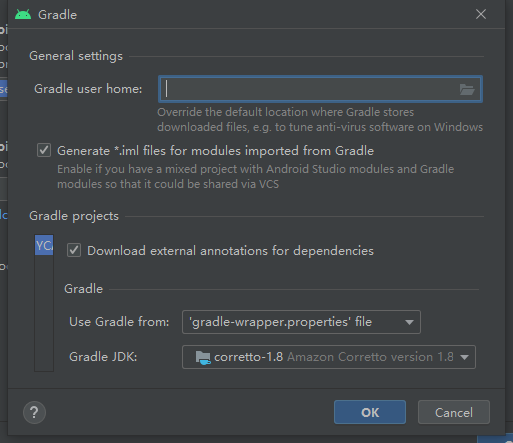 Gradle
General settings
Gradle user home:
Override the default location where Gradle stores
downloaded files, e.g. to tune anti-virus software on Windows
Generate *.iml files for modules imported from Gradle
Enable if you have a mixed project with Android Studio modules and Gradle
modules so that it could be shared via VCS
Gradle projects
YC
Download external annotations for dependencies
Gradle
Use Gradle from: 'gradle-wrapper.properties' file
Gradle JDK: corretto-1.8 Amazon Corretto version 1.8
? OK Cancel